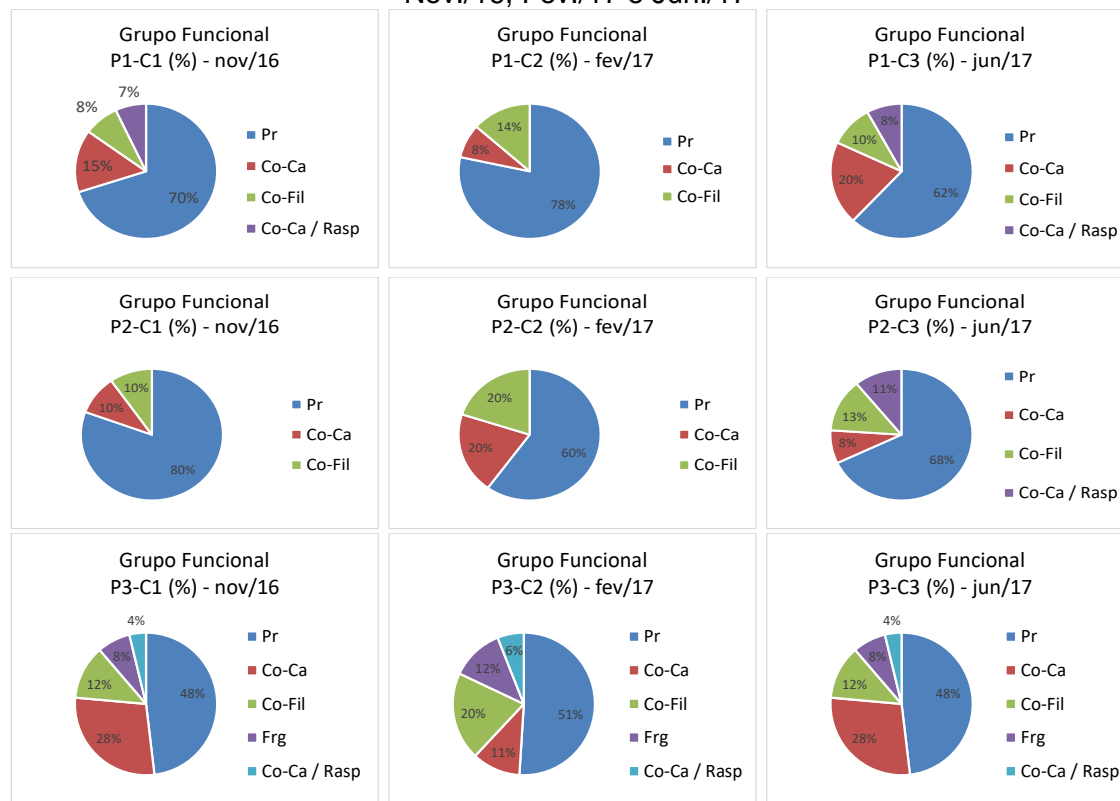 Grupo Funcional
P1-C1 (%) - nov/16
7%
8%
15%
70%
Pr
Co-Ca
Co-Fil
Co-Ca / Rasp
Grupo Funcional
P1-C2 (%) - fev/17
14%
8%
78%
Pr
Co-Ca
Co-Fil
Grupo Funcional
P1-C3 (%) - jun/17
8%
10%
20%
62%
Pr
Co-Ca
Co-Fil
Co-Ca / Rasp
Grupo Funcional
P2-C1 (%) - nov/16
10%
10%
80%
Pr
Co-Ca
Co-Fil
Grupo Funcional
P2-C2 (%) - fev/17
20%
20%
60%
Pr
Co-Ca
Co-Fil
Grupo Funcional
P2-C3 (%) - jun/17
11%
13%
8%
68%
Pr
Co-Ca
Co-Fil
Co-Ca / Rasp
Grupo Funcional
P3-C1 (%) - nov/16
4%
8%
12%
28%
48%
Pr
Co-Ca
Co-Fil
Frg
Co-Ca / Rasp
Grupo Funcional
P3-C2 (%) - fev/17
6%
12%
20%
11%
51%
Pr
Co-Ca
Co-Fil
Frg
Co-Ca / Rasp
Grupo Funcional
P3-C3 (%) - jun/17
4%
8%
12%
28%
48%
Pr
Co-Ca
Co-Fil
Frg
Co-Ca / Rasp